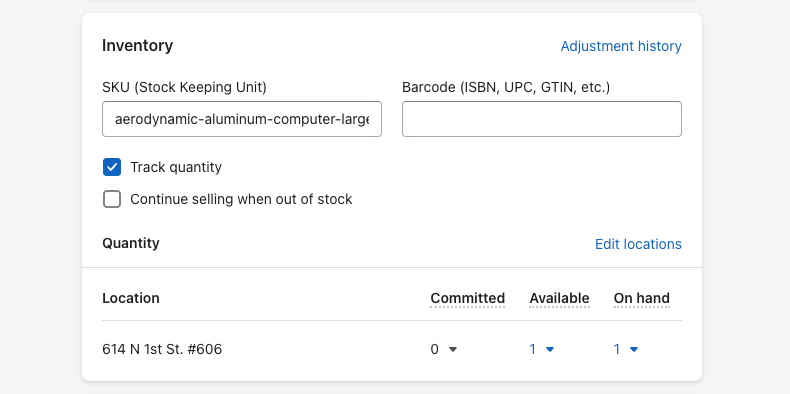 Inventory
Adjustment history
SKU (Stock Keeping Unit)
Barcode (ISBN, UPC, GTIN, etc.)
aerodynamic-aluminum-computer-large
Track quantity
Continue selling when out of stock
Quantity
Edit locations
Location Committed Available On hand
614 N 1st St. #606 0 1 1